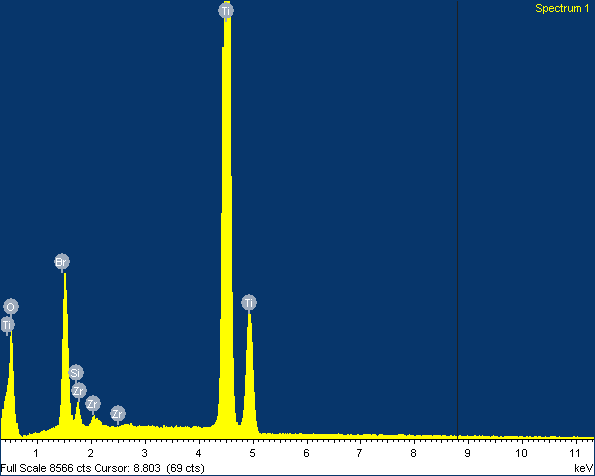 Spectrum 1
Ti
Br
O
Ti
Ti
Si
Zr
Zr
Zr
1 2 3 4 5 6 7 8 9 10 11
Full Scale 8566 cts Cursor: 8.803 (69 cts) keV